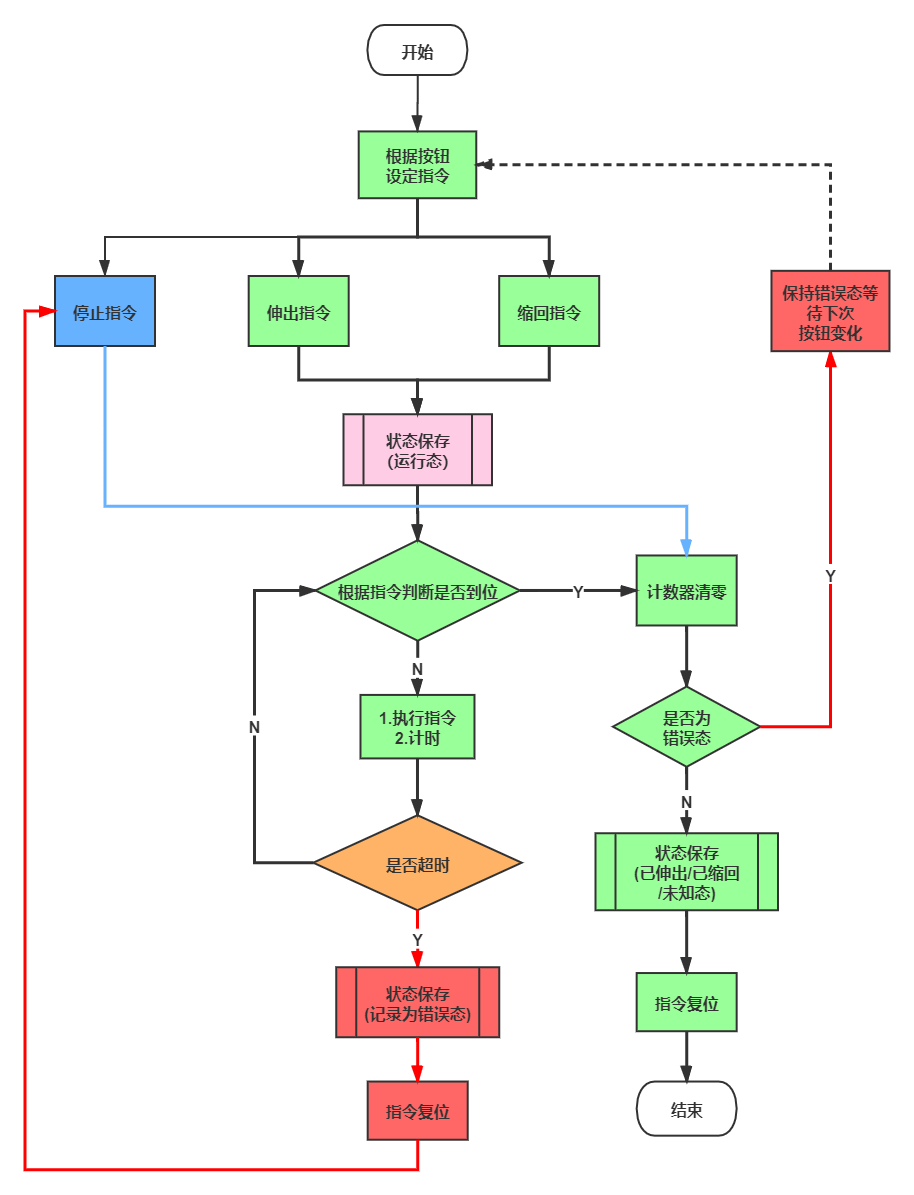 开始
根据按钮
设定指令
停止指令
伸出指令
缩回指令
保持错误态等
待下次
按钮变化
状态保存
(运行态)
根据指令判断是否到位
Y
计数器清零
Y
N
1.执行指令
2.计时
N
是否为
错误态
N
是否超时
状态保存
(已伸出/已缩回
/未知态)
Y
状态保存
(记录为错误态)
指令复位
指令复位
结束